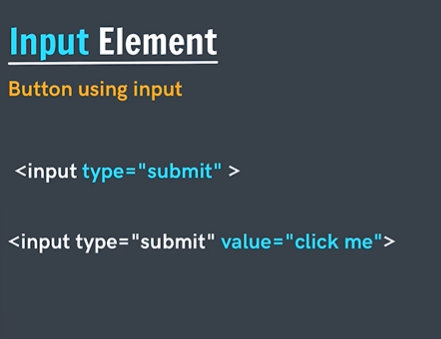 Input Element
Button using input
<input type="submit" >
<input type="submit" value="click me">